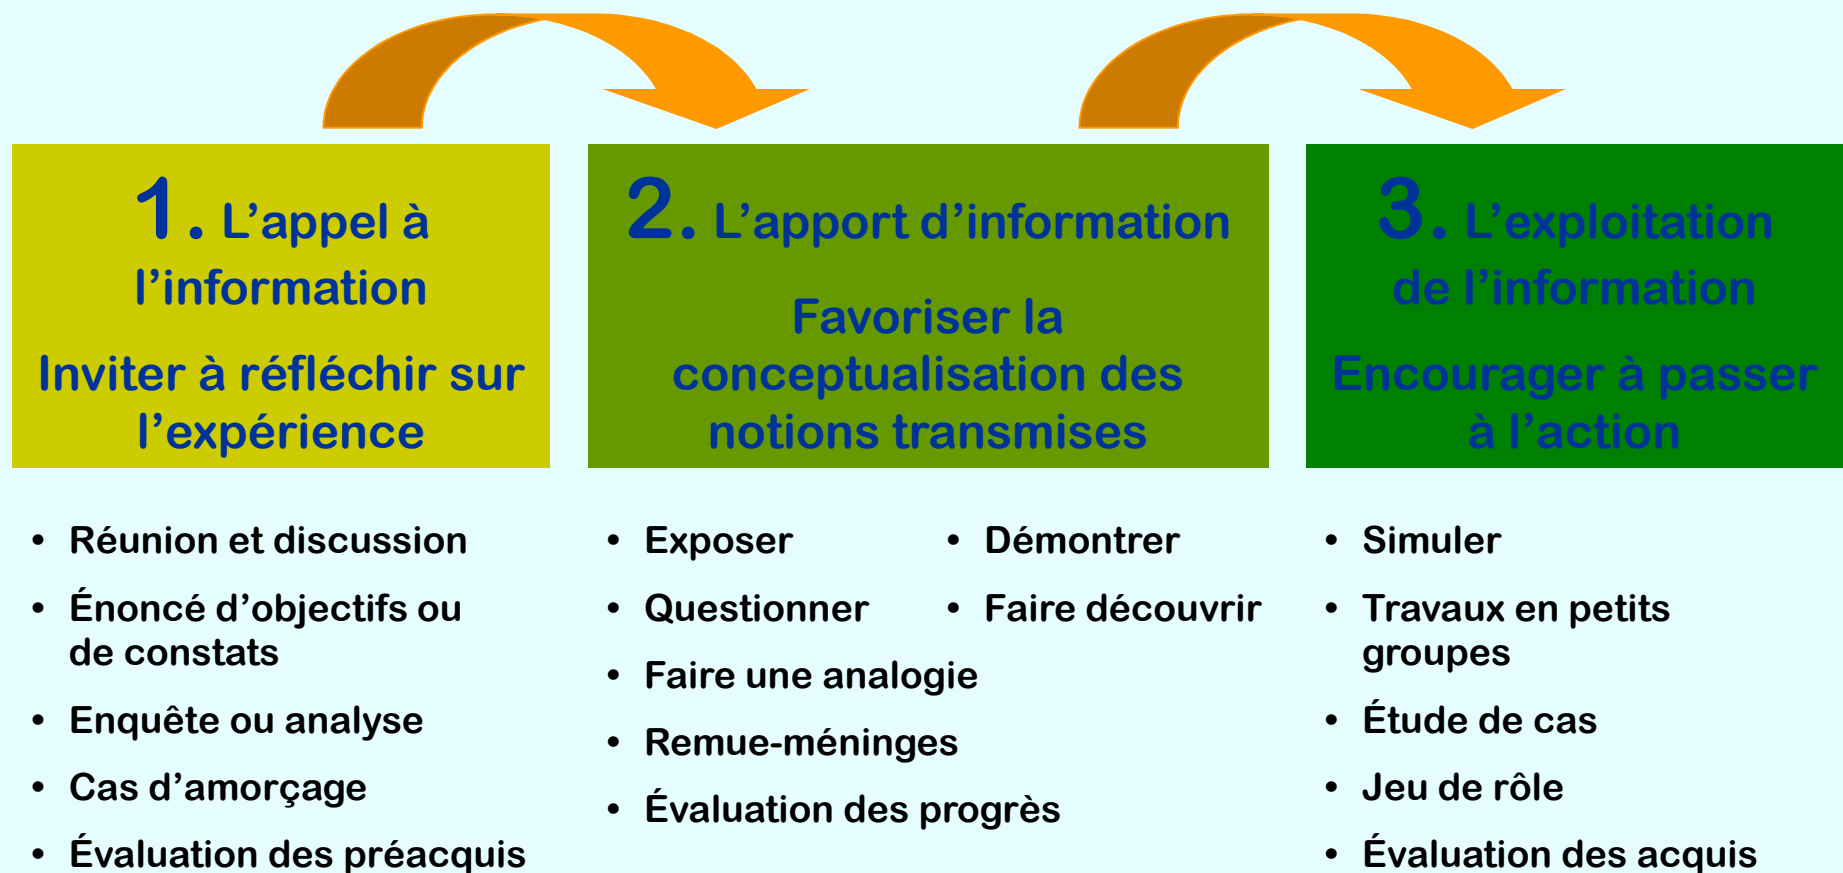 1. L’appel à
l’information
Inviter à réfléchir sur
l’expérience
2. L’apport d’information
Favoriser la
conceptualisation des
notions transmises
3. L’exploitation
de l’information
Encourager à passer
à l’action
• Réunion et discussion
• Énoncé d’objectifs ou
de constats
• Enquête ou analyse
• Cas d’amorçage
• Évaluation des préacquis
• Exposer
• Questionner
• Faire une analogie
• Remue-méninges
• Évaluation des progrès
• Démontrer
• Faire découvrir
• Simuler
• Travaux en petits
groupes
• Étude de cas
• Jeu de rôle
• Évaluation des acquis